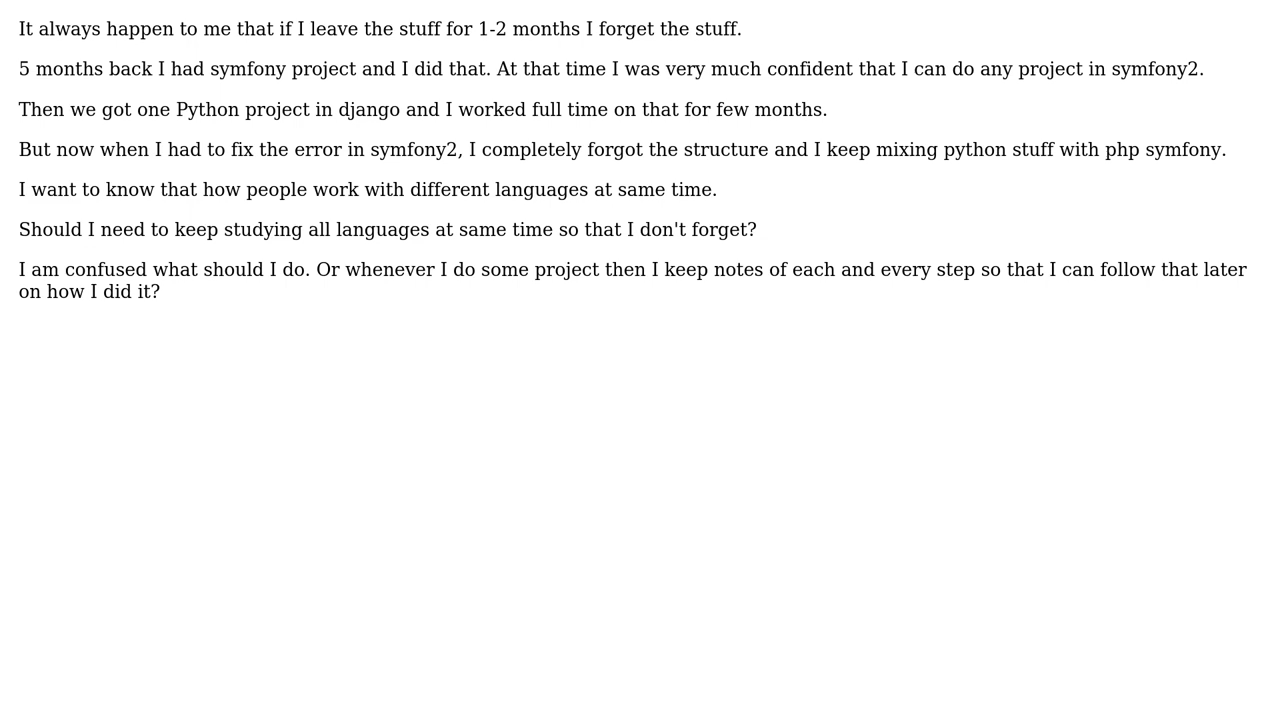 It always happen to me that if I leave the stuff for 1-2 months I forget the stuff.
5 months back I had symfony project and I did that. At that time I was very much confident that I can do any project in symfony2.
Then we got one Python project in django and I worked full time on that for few months.
But now when I had to fix the error in symfony2, I completely forgot the structure and I keep mixing python stuff with php symfony.
I want to know that how people work with different languages at same time.
Should I need to keep studying all languages at same time so that I don't forget?
I am confused what should I do. Or whenever I do some project then I keep notes of each and every step so that I can follow that later
on how I did it?